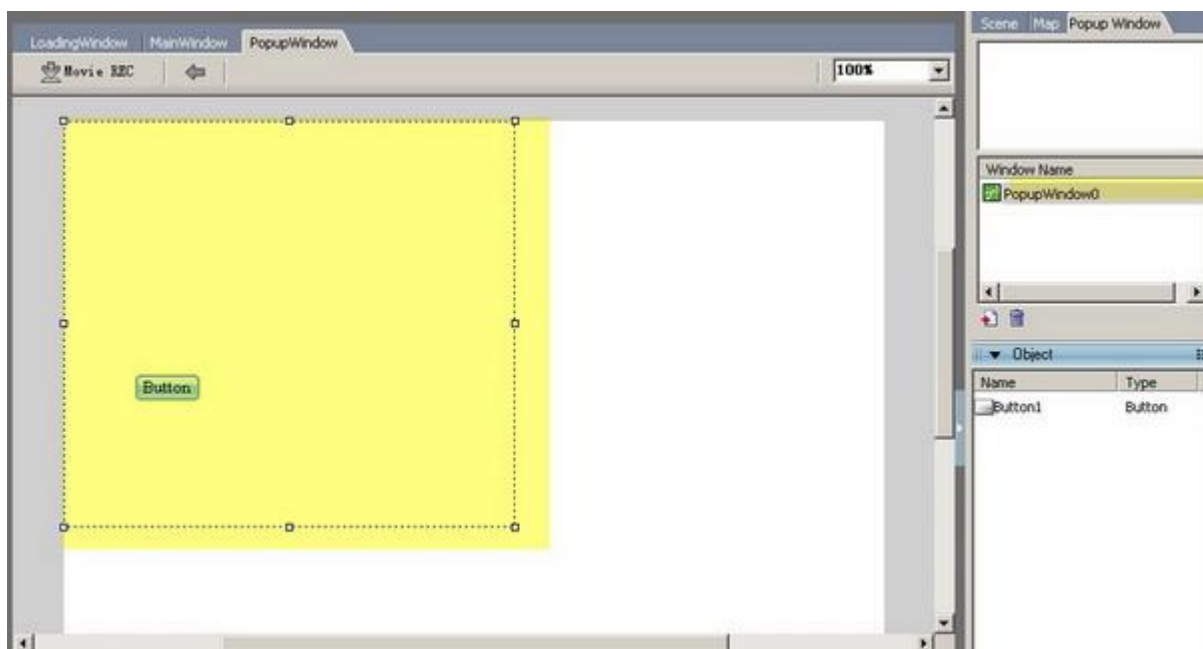 LoadingWindow MainWindow PopupWindow
Movie REC 100%
Button
Scene Map Popup Window
Window Name
PopupWindow0
Object
Name Type
Button1 Button